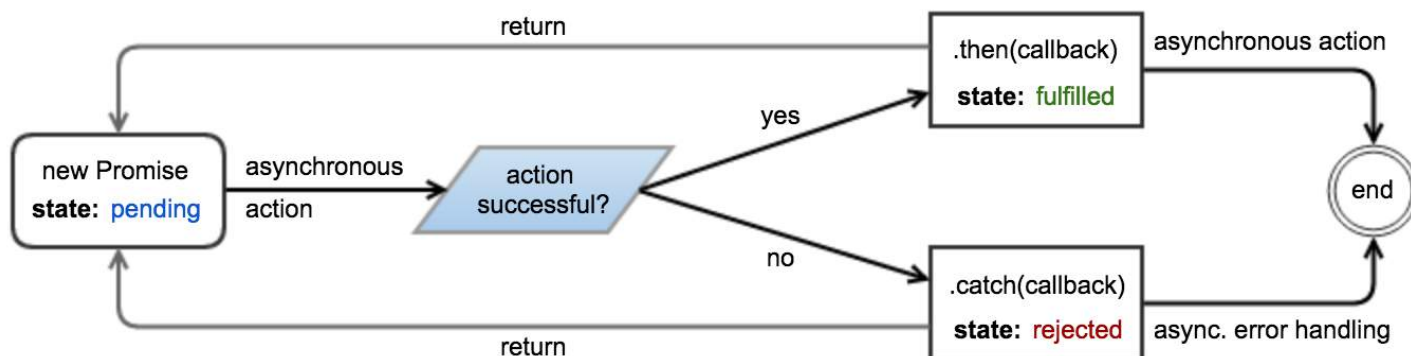 return
.then(callback)
state: fulfilled
asynchronous action
yes
new Promise
state: pending
asynchronous
action
action
successful?
end
no
.catch(callback)
state: rejected
async. error handling
return